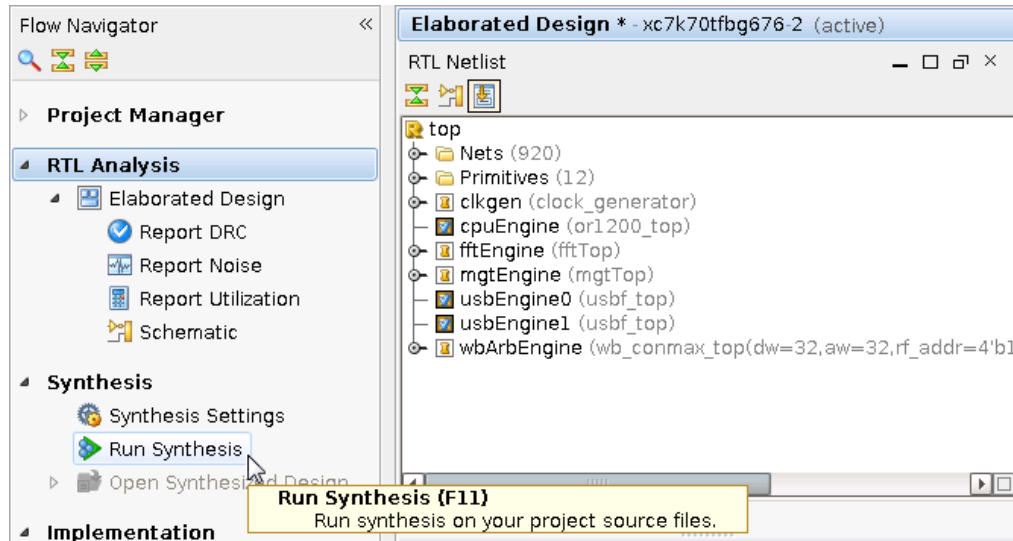 Flow Navigator
Project Manager
RTL Analysis
Elaborated Design
Report DRC
Report Noise
Report Utilization
Schematic
Synthesis
Synthesis Settings
Run Synthesis
Open Synthesized Design
Implementation
Run Synthesis (F11)
Run synthesis on your project source files.
Elaborated Design * - xc7k70tfbg676-2 (active)
RTL Netlist
top
Nets (920)
Primitives (12)
clkgen (clock_generator)
cpuEngine (or1200_top)
fftEngine (fftTop)
mgtEngine (mgtTop)
usbEngine0 (usbf_top)
usbEngine1 (usbf_top)
wbArbEngine (wb_conmax_top(dw=32,aw=32,rf_addr=4'b1